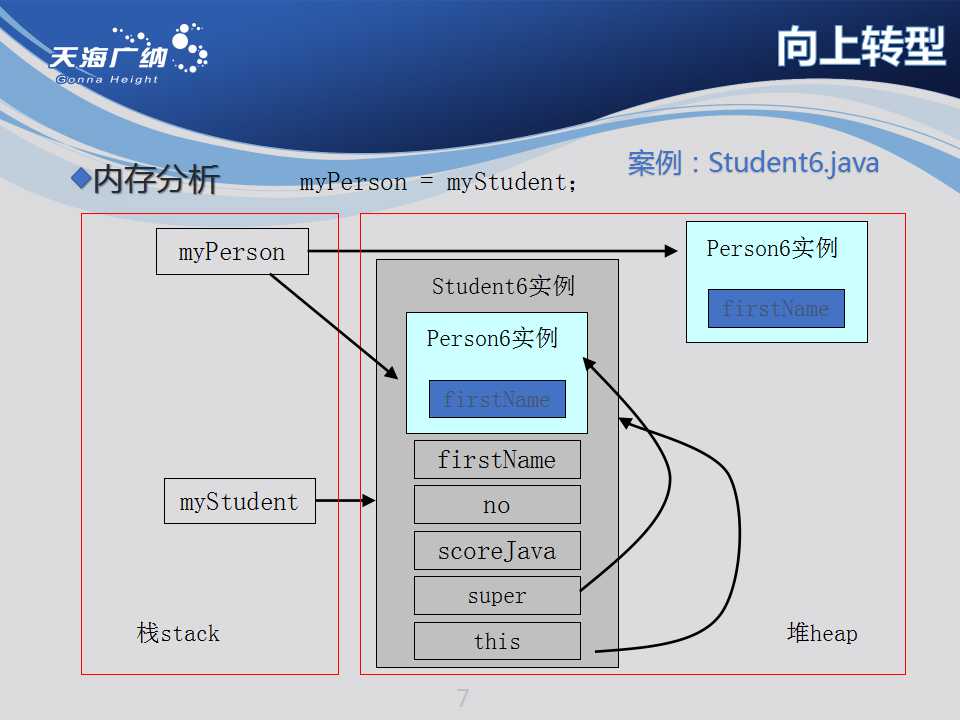 天海广纳
Gonna Height
向上转型
内存分析
myPerson = myStudent;
案例：Student6.java
myPerson
Person6实例
firstName
Student6实例
Person6实例
firstName
firstName
myStudent
no
scoreJava
super
this
栈stack
堆heap
7